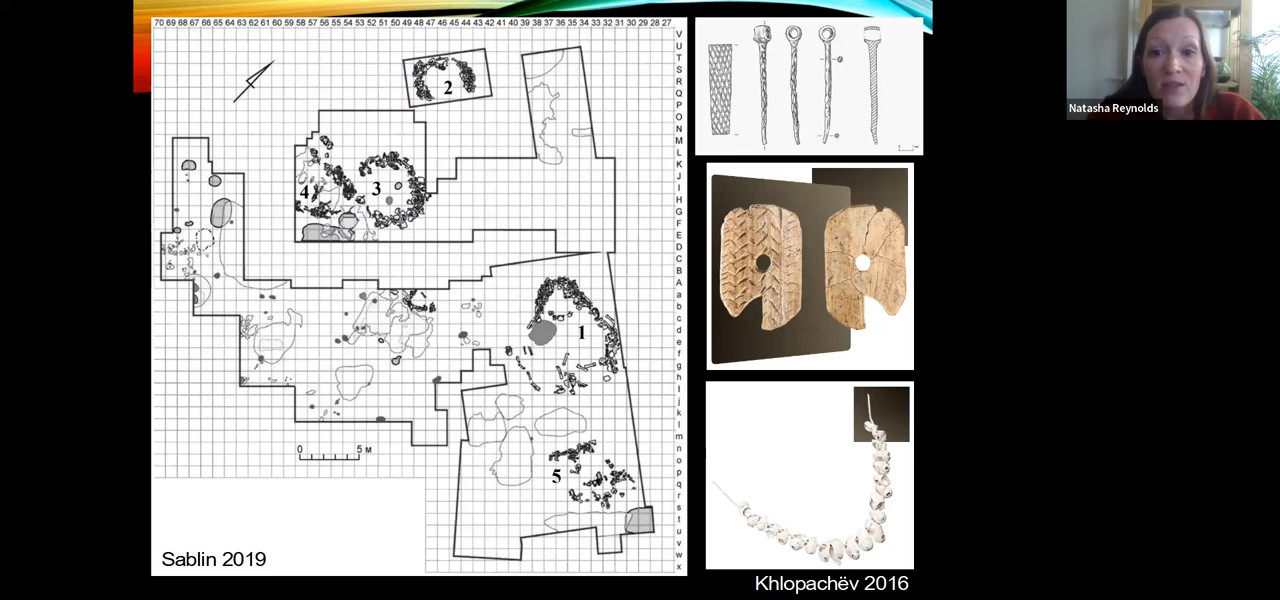 70 69 68 67 66 65 64 63 62 61 60 59 58 57 56 55 54 53 52 51 50 49 48 47 46 45 44 43 42 41 40 39 38 37 36 35 34 33 32 31 30 29 28 27
V
U
T
S
R
Q
P
O
N
M
L
K
J
I
H
G
F
E
D
C
B
A
a
b
c
d
e
f
g
h
i
j
k
l
m
n
o
p
q
r
s
t
u
v
w
x
2
3
4
1
5
0 5 м
Sablin 2019
Khlopachëv 2016
Natasha Reynolds